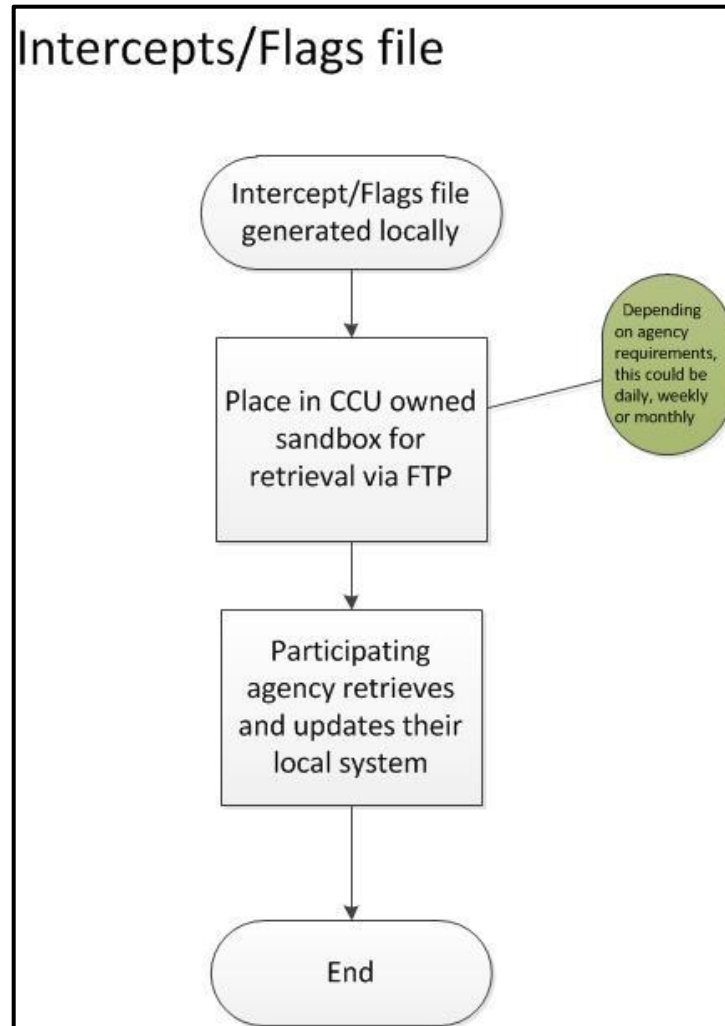 Intercepts/Flags file
Intercept/Flags file
generated locally
Depending
on agency
requirements,
this could be
daily, weekly
or monthly
Place in CCU owned
sandbox for
retrieval via FTP
Participating
agency retrieves
and updates their
local system
End